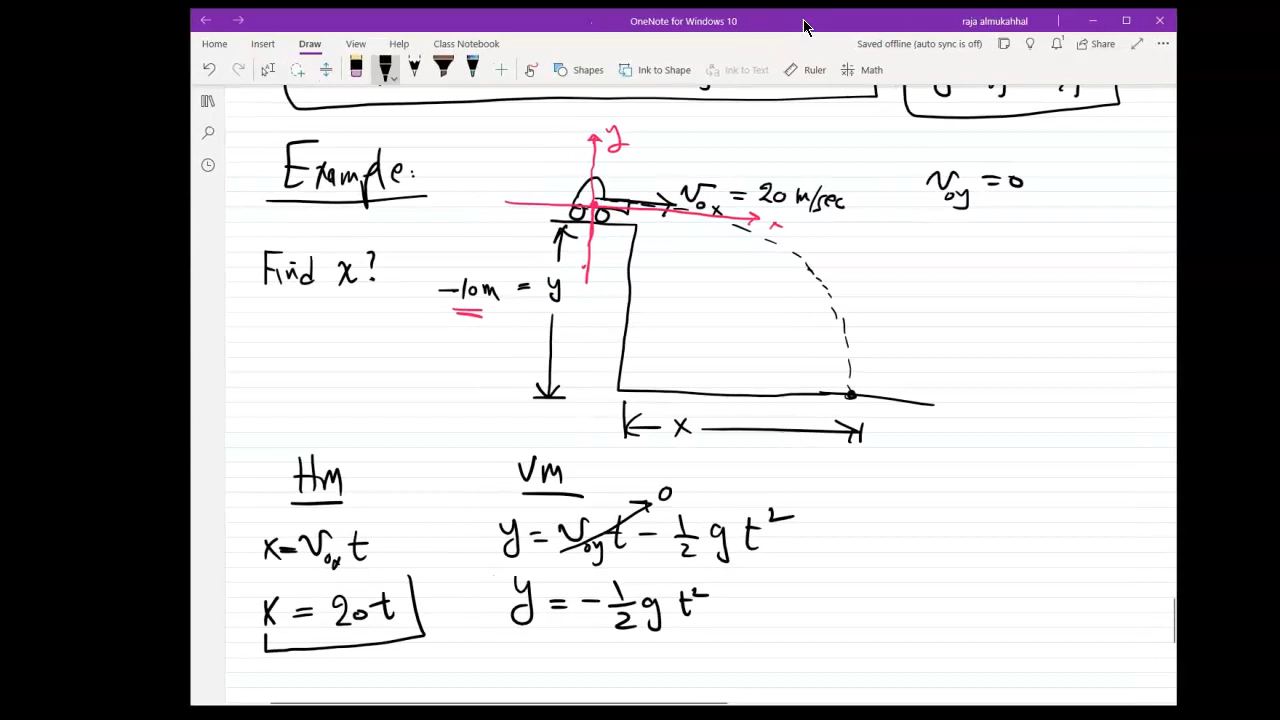 OneNote for Windows 10
raja almukahhal
Home Insert Draw View Help Class Notebook
Saved offline (auto sync is off)
Share
Shapes Ink to Shape Ink to Text Ruler Math
Example:
y
v₀ₓ = 20 m/sec
v₀y = 0
Find x?
-10m = y
x
Hm
Vm
0
x = v₀ₓ t
y = v₀y t - 1/2 g t²
x = 20t
y = - 1/2 g t²